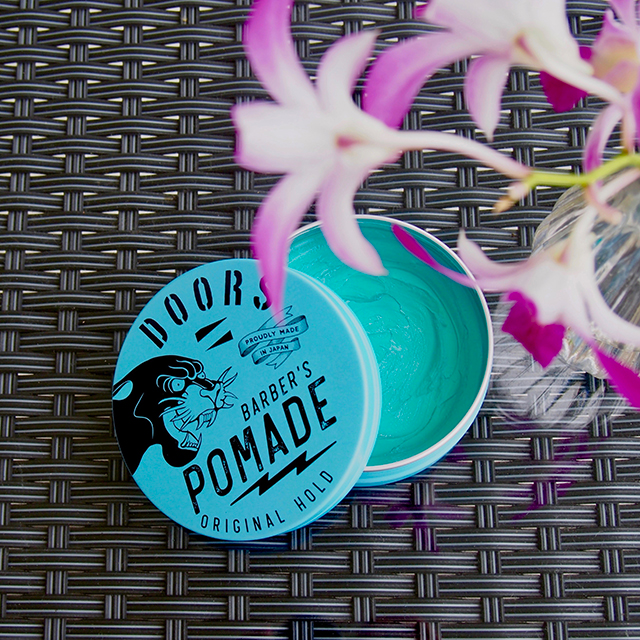 DOORS
PROUDLY MADE
IN JAPAN
BARBER'S
POMADE
ORIGINAL HOLD